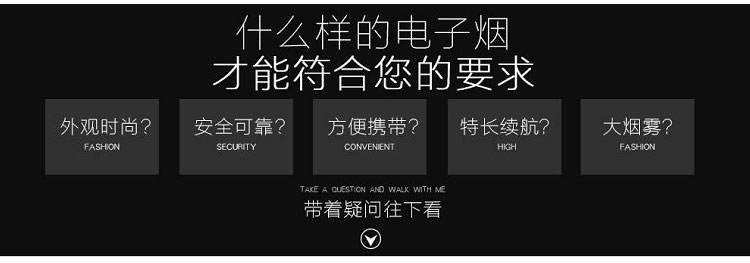 什么样的电子烟
才能符合您的要求
外观时尚?
FASHION
安全可靠?
SECURITY
方便携带?
CONVENIENT
特长续航?
HIGH
大烟雾?
FASHION
TAKE A QUESTION AND WALK WITH ME
带着疑问往下看